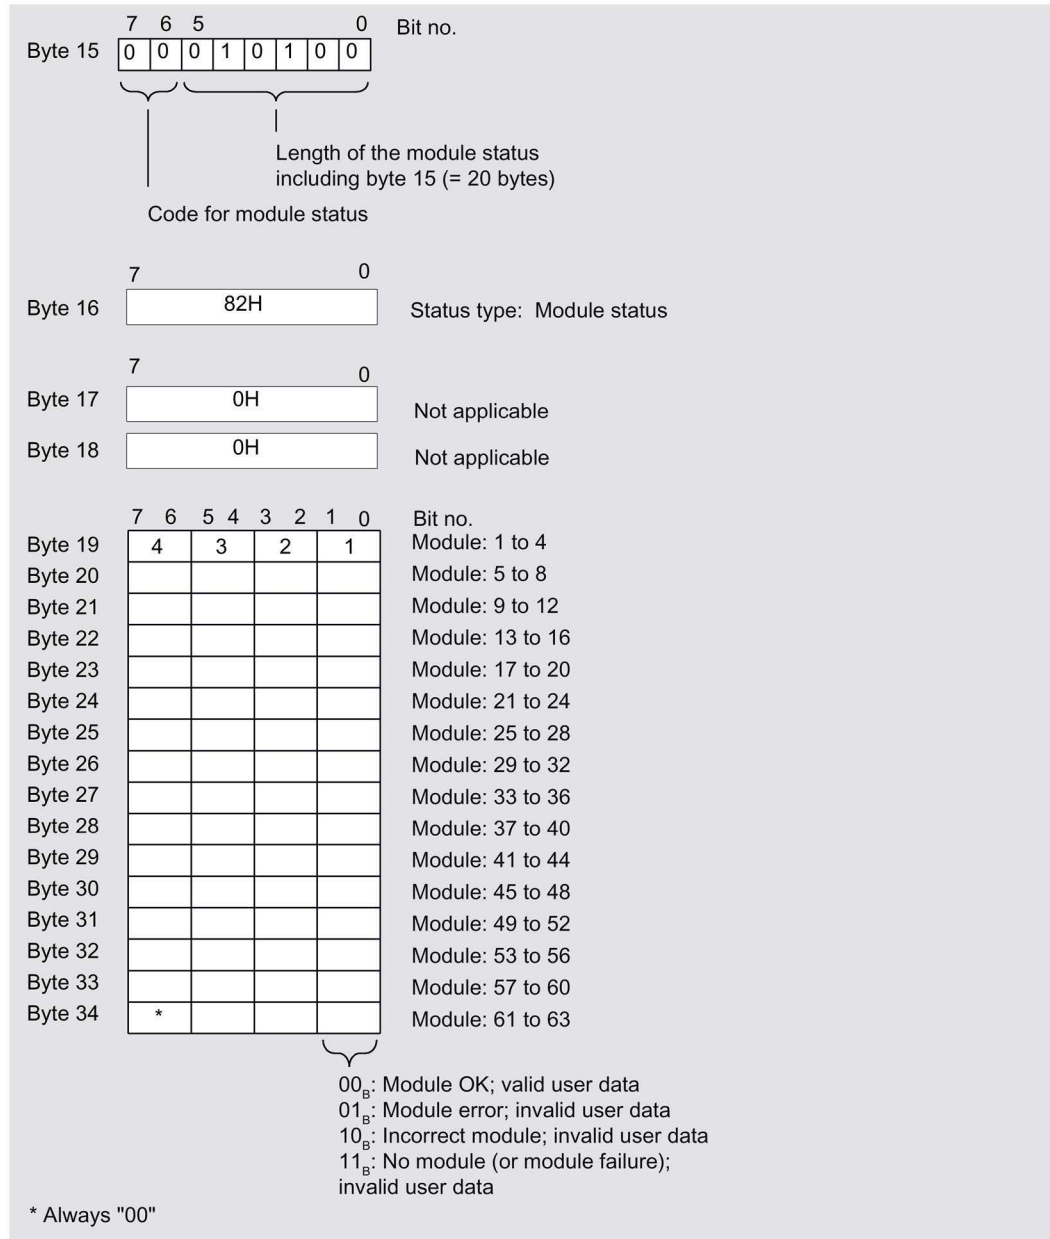 7 6 5 0 Bit no.
Byte 15 0 0 0 1 0 1 0 0
Length of the module status
including byte 15 (= 20 bytes)
Code for module status
7 0
Byte 16 82H Status type: Module status
7 0
Byte 17 0H Not applicable
Byte 18 0H Not applicable
7 6 5 4 3 2 1 0 Bit no.
Byte 19 4 3 2 1 Module: 1 to 4
Byte 20 Module: 5 to 8
Byte 21 Module: 9 to 12
Byte 22 Module: 13 to 16
Byte 23 Module: 17 to 20
Byte 24 Module: 21 to 24
Byte 25 Module: 25 to 28
Byte 26 Module: 29 to 32
Byte 27 Module: 33 to 36
Byte 28 Module: 37 to 40
Byte 29 Module: 41 to 44
Byte 30 Module: 45 to 48
Byte 31 Module: 49 to 52
Byte 32 Module: 53 to 56
Byte 33 Module: 57 to 60
Byte 34 * Module: 61 to 63
00B: Module OK; valid user data
01B: Module error; invalid user data
10B: Incorrect module; invalid user data
11B: No module (or module failure);
invalid user data
* Always "00"